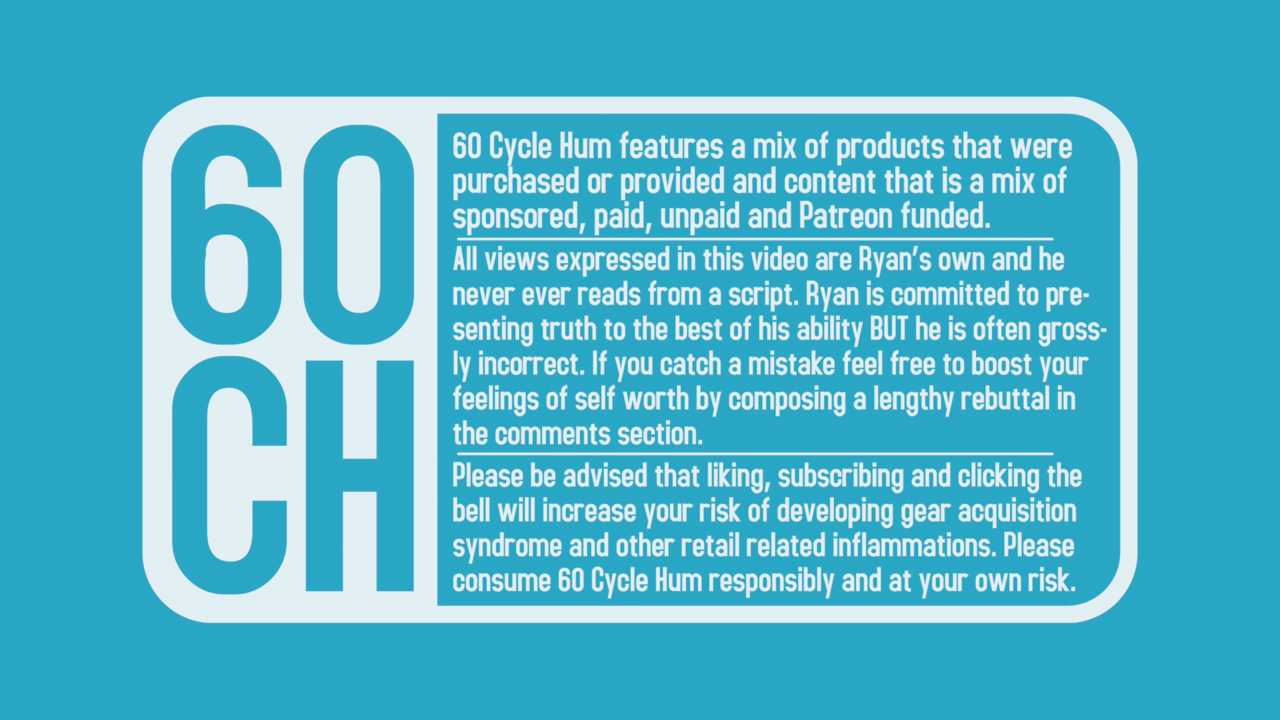 60
CH
60 Cycle Hum features a mix of products that were
purchased or provided and content that is a mix of
sponsored, paid, unpaid and Patreon funded.
All views expressed in this video are Ryan's own and he
never ever reads from a script. Ryan is committed to pre-
senting truth to the best of his ability BUT he is often gross-
ly incorrect. If you catch a mistake feel free to boost your
feelings of self worth by composing a lengthy rebuttal in
the comments section.
Please be advised that liking, subscribing and clicking the
bell will increase your risk of developing gear acquisition
syndrome and other retail related inflammations. Please
consume 60 Cycle Hum responsibly and at your own risk.